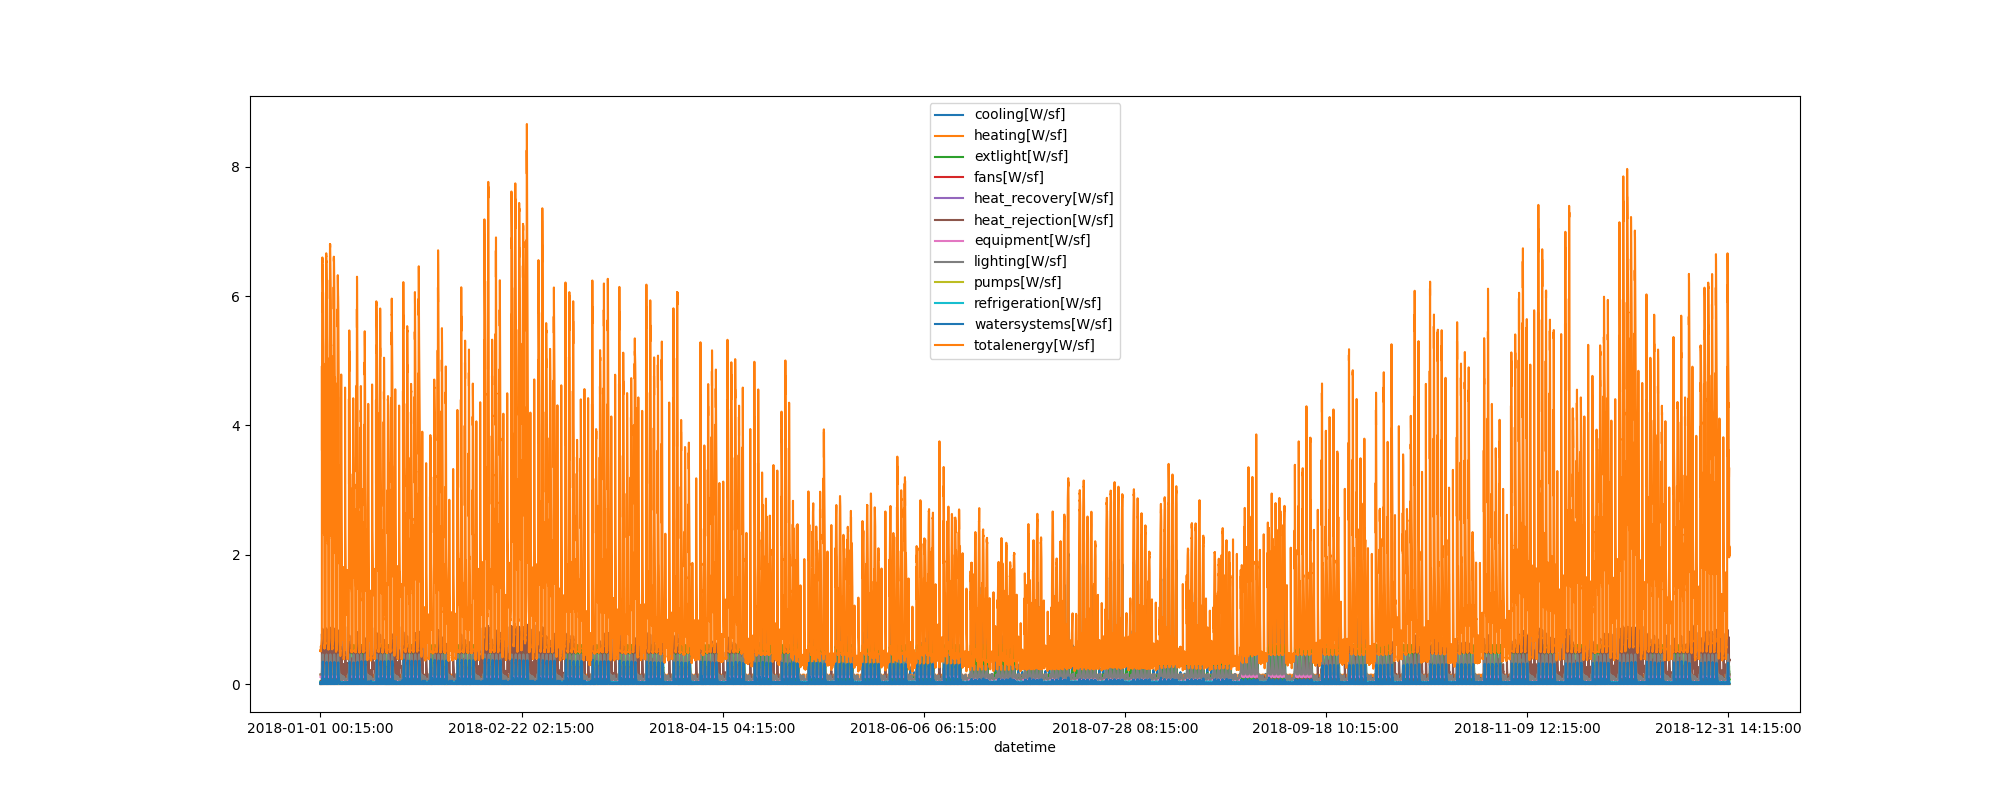 cooling[W/sf]
heating[W/sf]
extlight[W/sf]
fans[W/sf]
heat_recovery[W/sf]
heat_rejection[W/sf]
equipment[W/sf]
lighting[W/sf]
pumps[W/sf]
refrigeration[W/sf]
watersystems[W/sf]
totalenergy[W/sf]
8
6
4
2
0
2018-01-01 00:15:00 2018-02-22 02:15:00 2018-04-15 04:15:00 2018-06-06 06:15:00 2018-07-28 08:15:00 2018-09-18 10:15:00 2018-11-09 12:15:00 2018-12-31 14:15:00
datetime